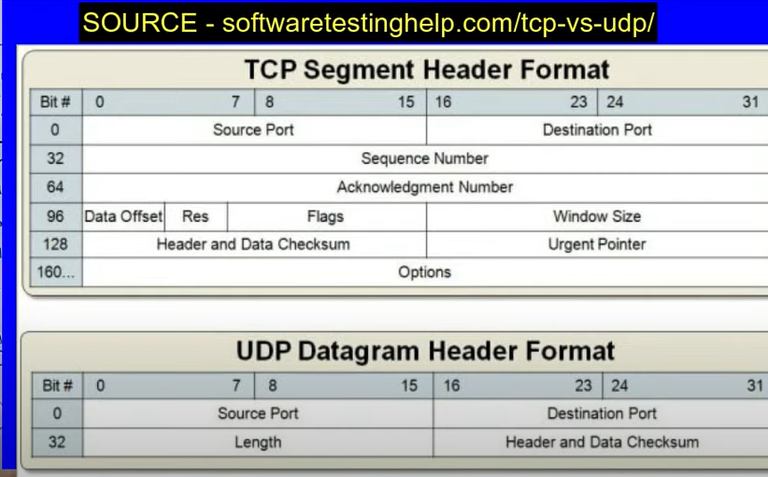 SOURCE - softwaretestinghelp.com/tcp-vs-udp/
TCP Segment Header Format
Bit # 0 7 8 15 16 23 24 31
0 Source Port Destination Port
32 Sequence Number
64 Acknowledgment Number
96 Data Offset Res Flags Window Size
128 Header and Data Checksum Urgent Pointer
160... Options
UDP Datagram Header Format
Bit # 0 7 8 15 16 23 24 31
0 Source Port Destination Port
32 Length Header and Data Checksum